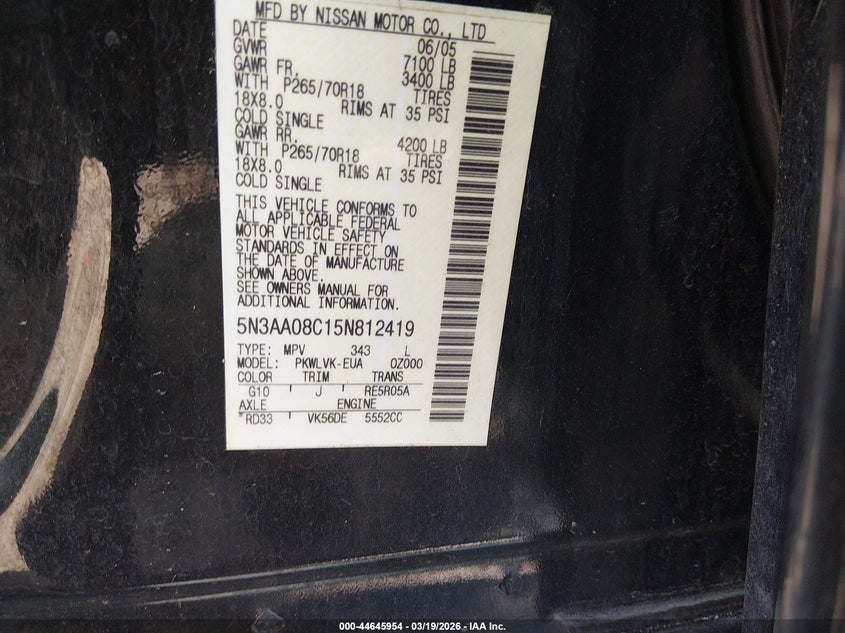 MFD BY NISSAN MOTOR CO., LTD
DATE 06/05
GVWR 7100 LB
GAWR FR. 3400 LB
WITH P265/70R18 TIRES
18X8.0 RIMS AT 35 PSI
COLD SINGLE
GAWR RR. 4200 LB
WITH P265/70R18 TIRES
18X8.0 RIMS AT 35 PSI
COLD SINGLE
THIS VEHICLE CONFORMS TO
ALL APPLICABLE FEDERAL
MOTOR VEHICLE SAFETY
STANDARDS IN EFFECT ON
THE DATE OF MANUFACTURE
SHOWN ABOVE.
SEE OWNERS MANUAL FOR
ADDITIONAL INFORMATION.
5N3AA08C15N812419
TYPE: MPV 343 L
MODEL: PKWLVK-EUA 0Z000
COLOR TRIM TRANS
G10 J RE5R05A
AXLE ENGINE
*RD33 VK56DE 5552CC
000-44645954 - 03/19/2026 - IAA Inc.